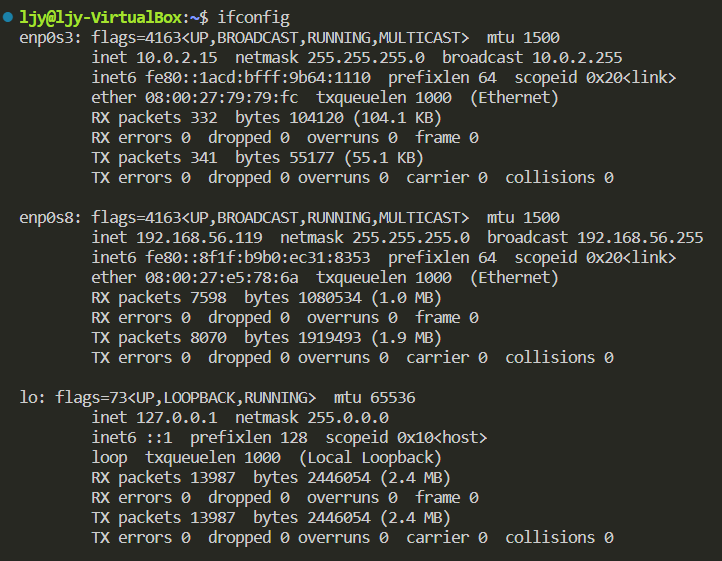 ljy@ljy-VirtualBox:~$ ifconfig
enp0s3: flags=4163<UP,BROADCAST,RUNNING,MULTICAST>  mtu 1500
        inet 10.0.2.15  netmask 255.255.255.0  broadcast 10.0.2.255
        inet6 fe80::1acd:bfff:9b64:1110  prefixlen 64  scopeid 0x20<link>
        ether 08:00:27:79:79:fc  txqueuelen 1000  (Ethernet)
        RX packets 332  bytes 104120 (104.1 KB)
        RX errors 0  dropped 0  overruns 0  frame 0
        TX packets 341  bytes 55177 (55.1 KB)
        TX errors 0  dropped 0 overruns 0  carrier 0  collisions 0

enp0s8: flags=4163<UP,BROADCAST,RUNNING,MULTICAST>  mtu 1500
        inet 192.168.56.119  netmask 255.255.255.0  broadcast 192.168.56.255
        inet6 fe80::8f1f:b9b0:ec31:8353  prefixlen 64  scopeid 0x20<link>
        ether 08:00:27:e5:78:6a  txqueuelen 1000  (Ethernet)
        RX packets 7598  bytes 1080534 (1.0 MB)
        RX errors 0  dropped 0  overruns 0  frame 0
        TX packets 8070  bytes 1919493 (1.9 MB)
        TX errors 0  dropped 0 overruns 0  carrier 0  collisions 0

lo: flags=73<UP,LOOPBACK,RUNNING>  mtu 65536
        inet 127.0.0.1  netmask 255.0.0.0
        inet6 ::1  prefixlen 128  scopeid 0x10<host>
        loop  txqueuelen 1000  (Local Loopback)
        RX packets 13987  bytes 2446054 (2.4 MB)
        RX errors 0  dropped 0  overruns 0  frame 0
        TX packets 13987  bytes 2446054 (2.4 MB)
        TX errors 0  dropped 0 overruns 0  carrier 0  collisions 0